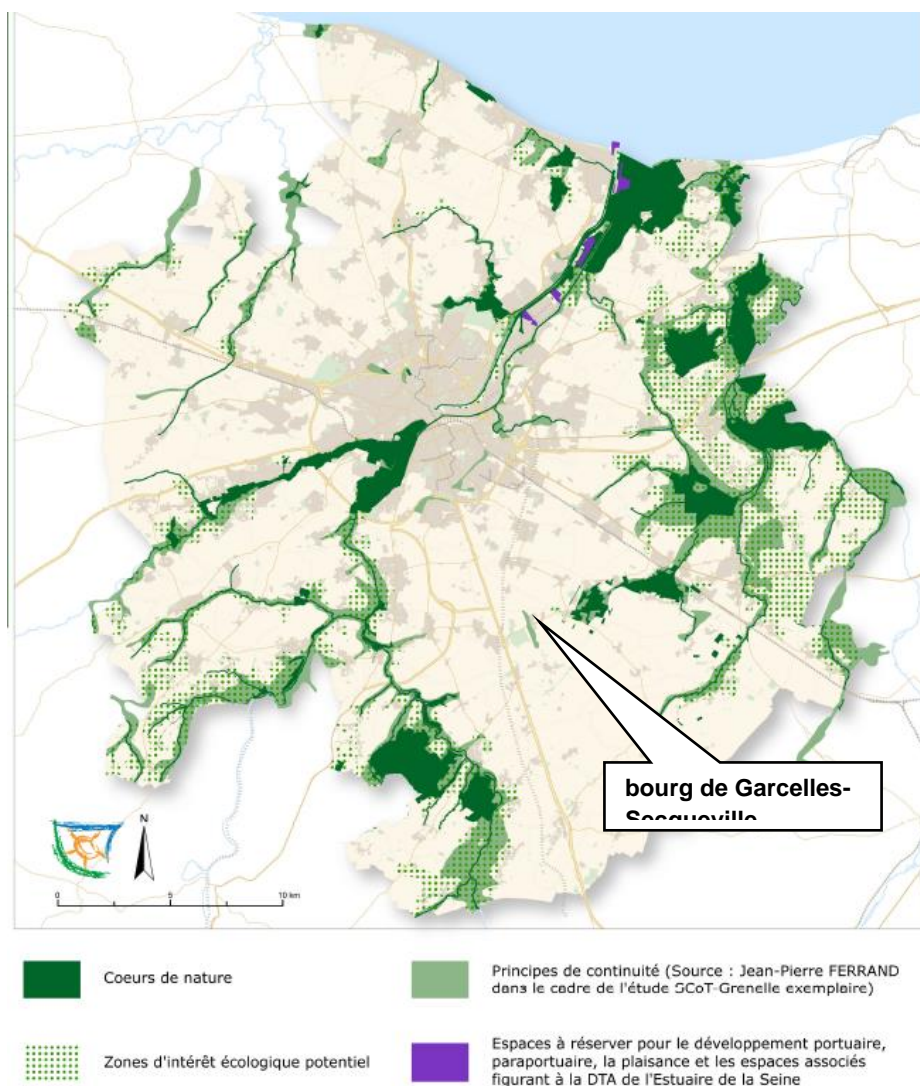 bourg de Garcelles-
Secqueville
N
0 5 10 km
Coeurs de nature
Principes de continuité (Source : Jean-Pierre FERRAND
dans le cadre de l'étude SCoT-Grenelle exemplaire)
Zones d'intérêt écologique potentiel
Espaces à réserver pour le développement portuaire,
paraportuaire, la plaisance et les espaces associés
figurant à la DTA de l'Estuaire de la Seine